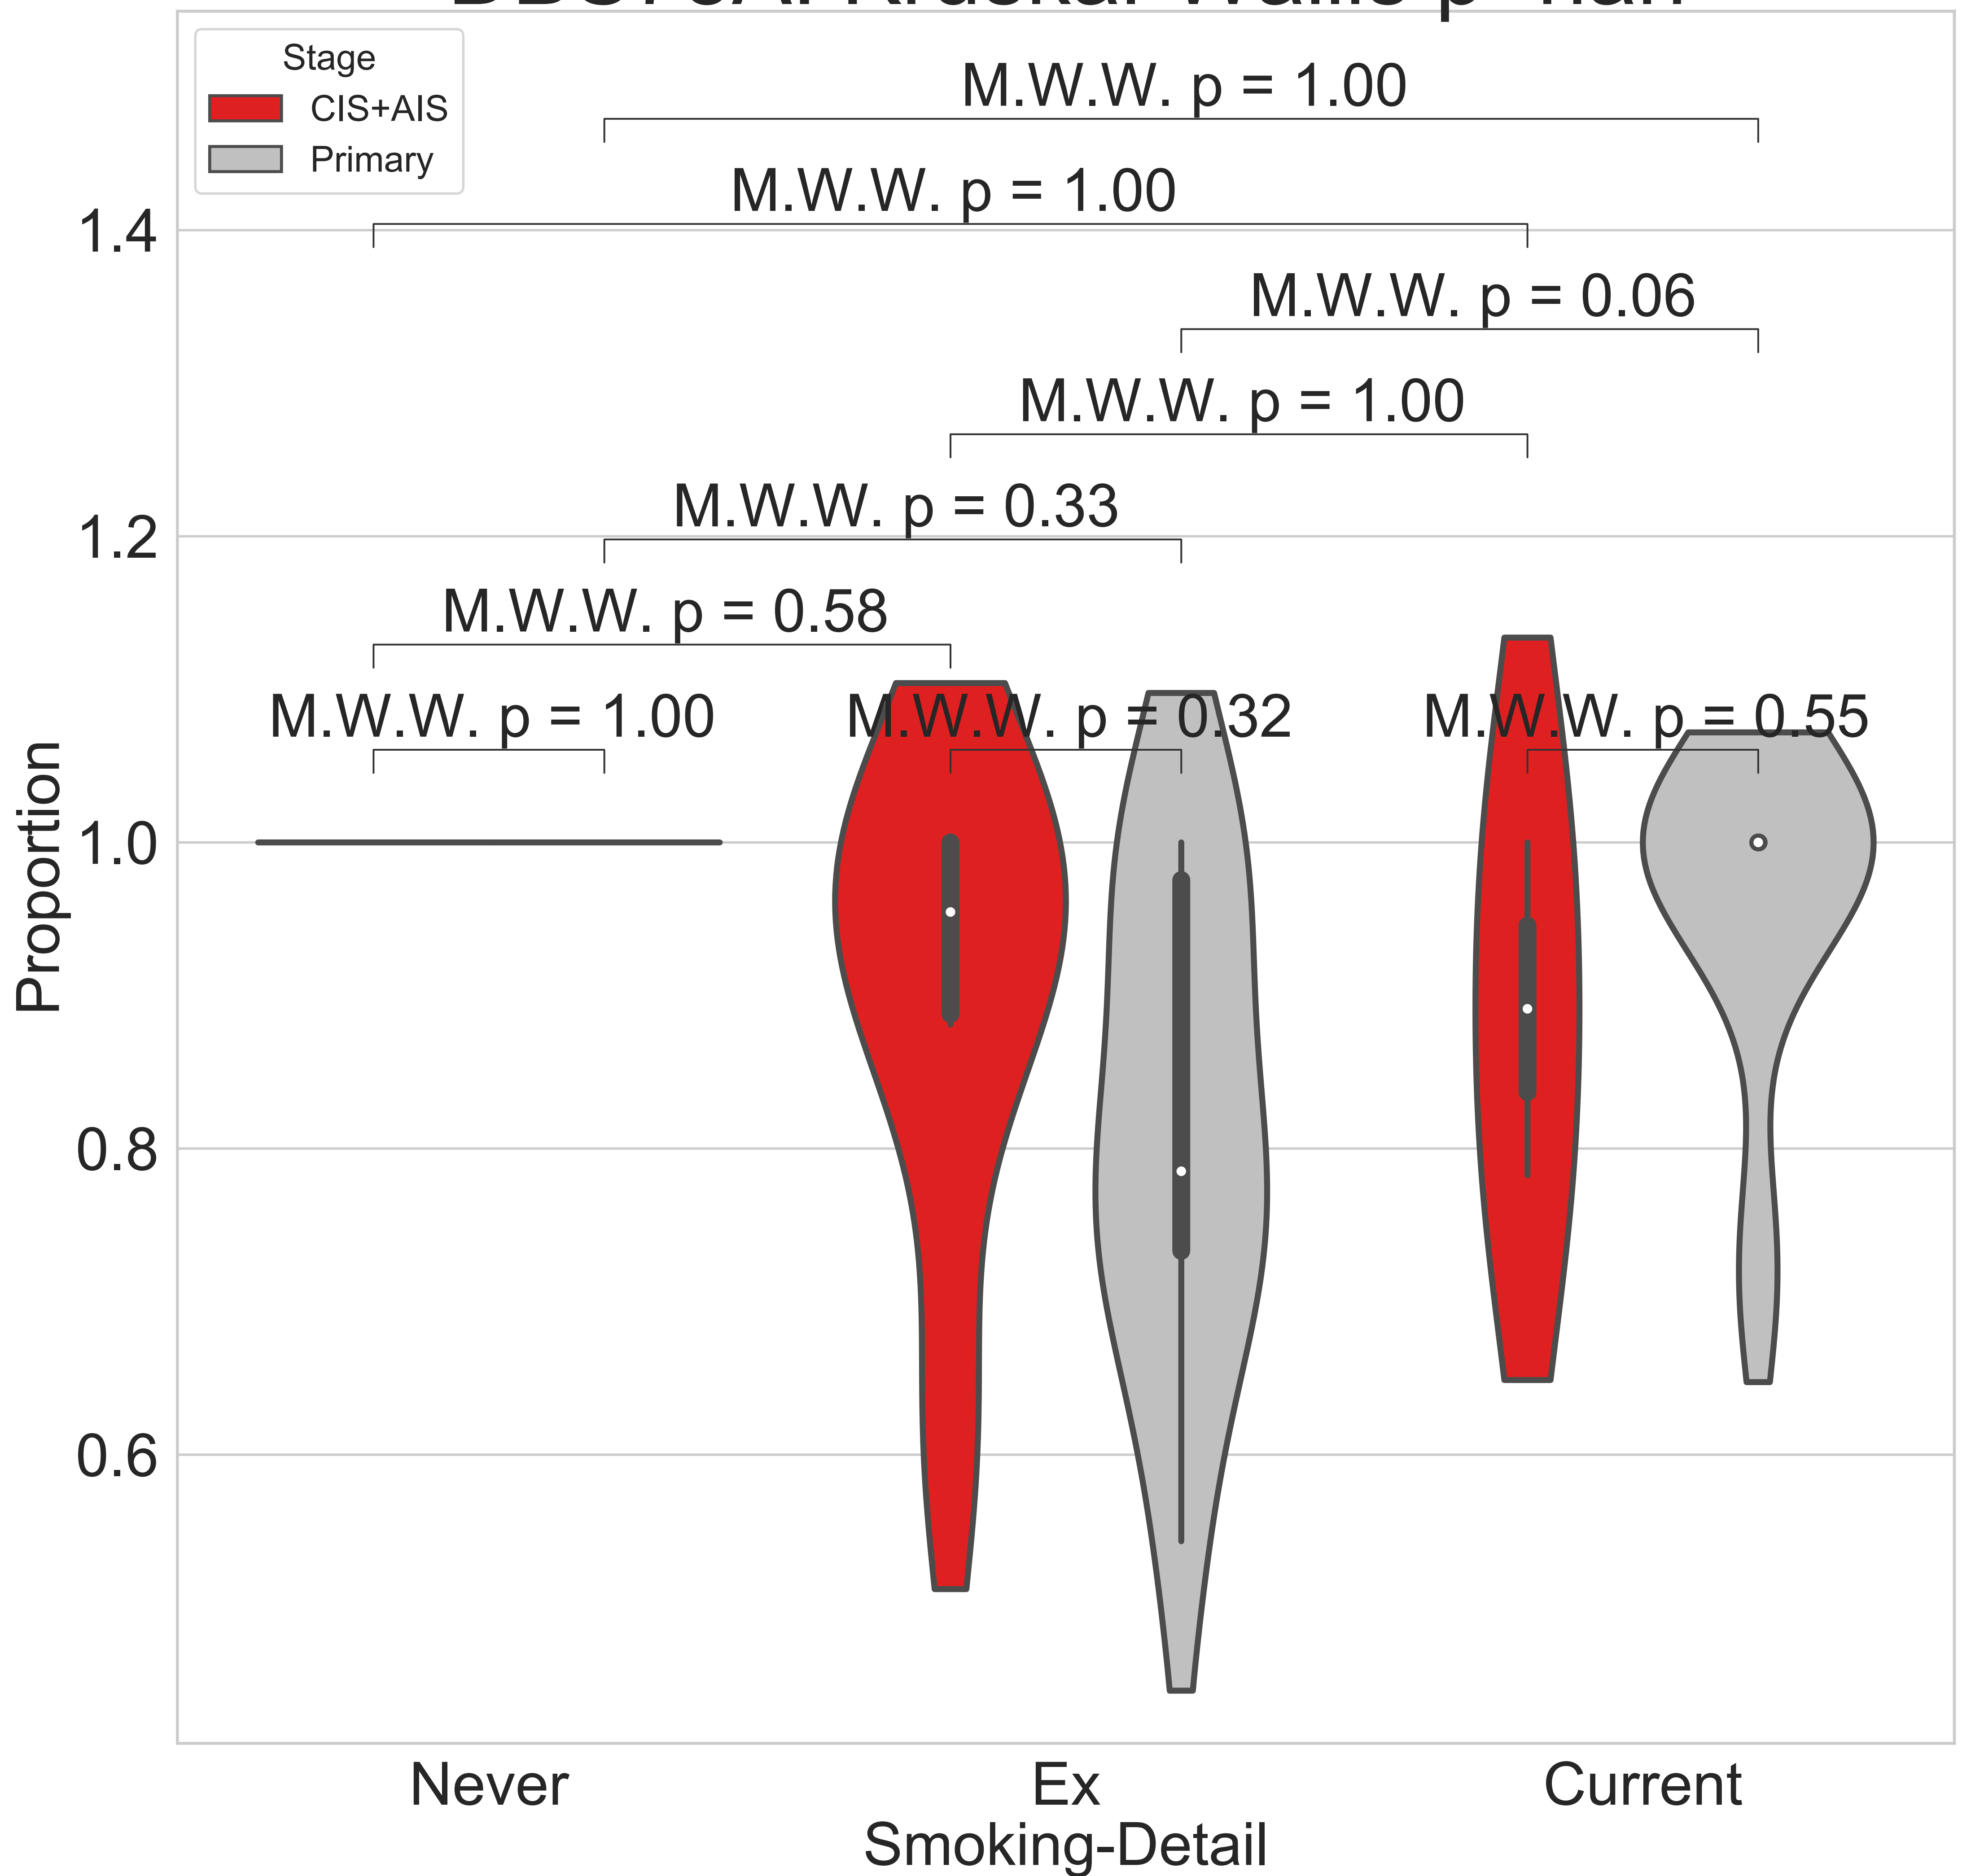 Stage
CIS+AIS
Primary
M.W.W. p = 1.00
M.W.W. p = 1.00
M.W.W. p = 0.06
M.W.W. p = 1.00
M.W.W. p = 0.33
M.W.W. p = 0.58
M.W.W. p = 1.00
M.W.W. p = 0.32
M.W.W. p = 0.55
1.4
1.2
1.0
0.8
0.6
Proportion
Never
Ex
Current
Smoking-Detail